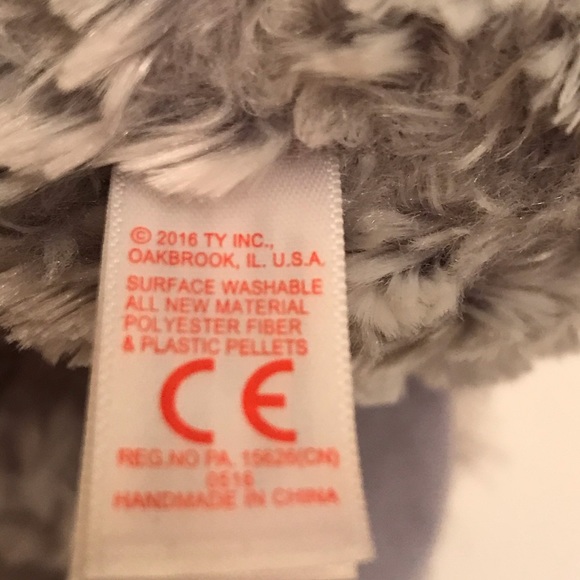 © 2016 TY INC.,
OAKBROOK, IL. U.S.A.
SURFACE WASHABLE
ALL NEW MATERIAL
POLYESTER FIBER
& PLASTIC PELLETS
CE
REG.NO PA. 15626(CN)
0516
HANDMADE IN CHINA